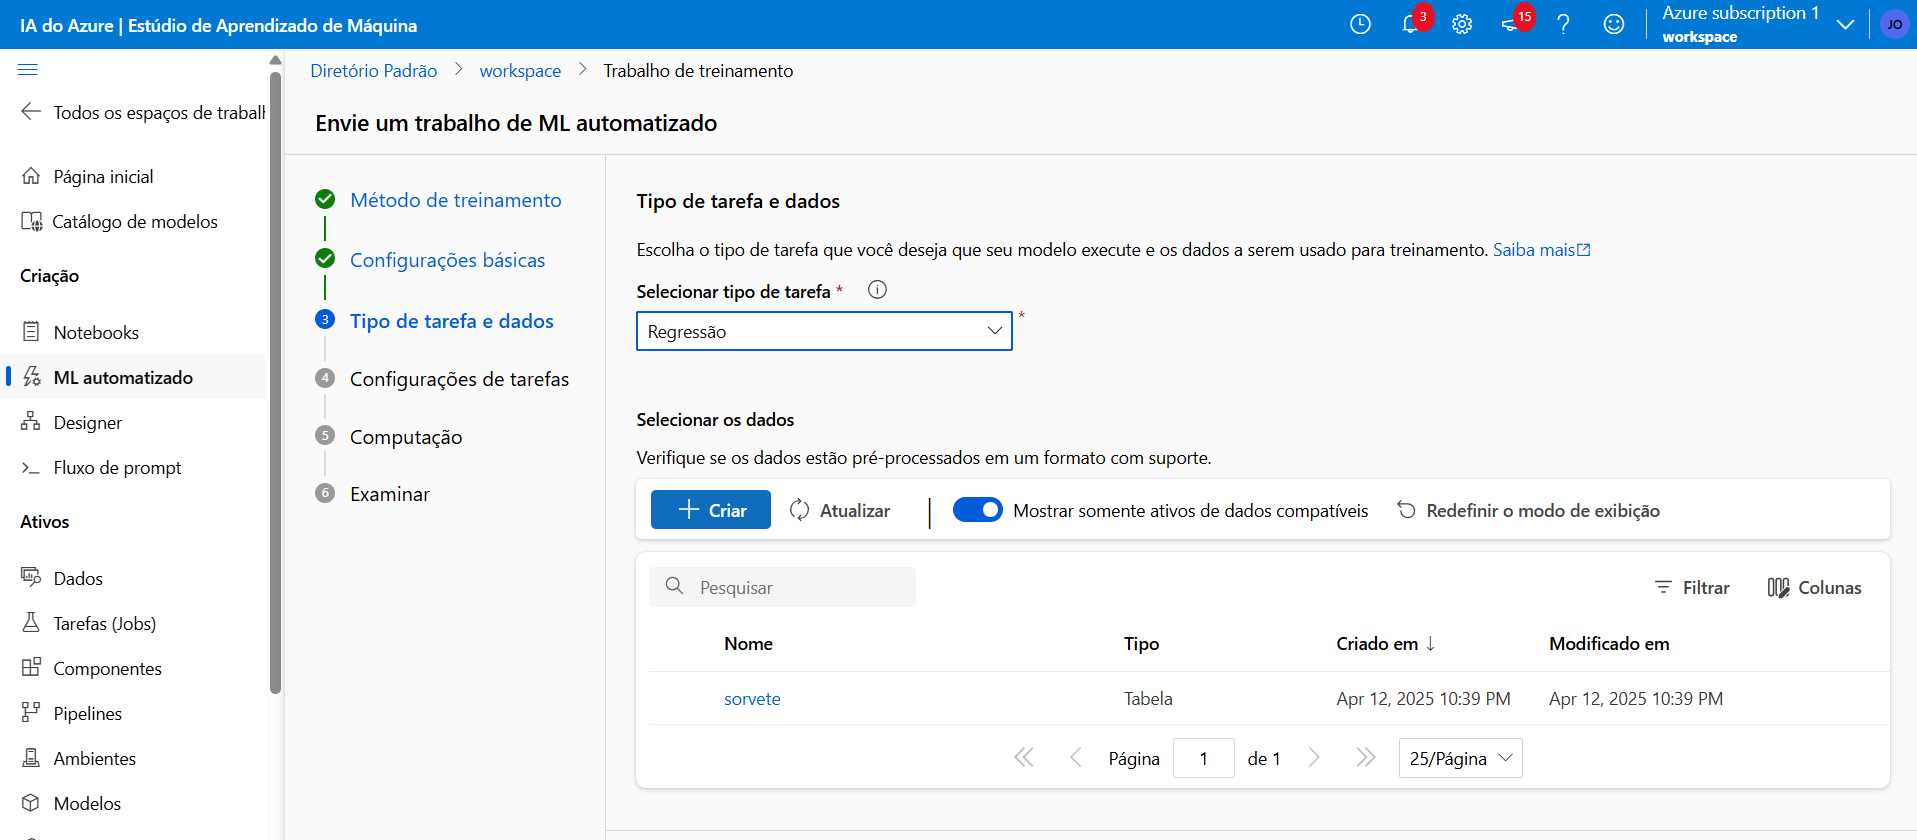 IA do Azure | Estúdio de Aprendizado de Máquina
3
15
Azure subscription 1
workspace
JO
Todos os espaços de trabal
Página inicial
Catálogo de modelos
Criação
Notebooks
ML automatizado
Designer
Fluxo de prompt
Ativos
Dados
Tarefas (Jobs)
Componentes
Pipelines
Ambientes
Modelos
Diretório Padrão > workspace > Trabalho de treinamento
Envie um trabalho de ML automatizado
Método de treinamento
Configurações básicas
3 Tipo de tarefa e dados
4 Configurações de tarefas
5 Computação
6 Examinar
Tipo de tarefa e dados
Escolha o tipo de tarefa que você deseja que seu modelo execute e os dados a serem usado para treinamento. Saiba mais
Selecionar tipo de tarefa *
Regressão *
Selecionar os dados
Verifique se os dados estão pré-processados em um formato com suporte.
+ Criar Atualizar | Mostrar somente ativos de dados compatíveis Redefinir o modo de exibição
Pesquisar Filtrar Colunas
Nome Tipo Criado em ↓ Modificado em
sorvete Tabela Apr 12, 2025 10:39 PM Apr 12, 2025 10:39 PM
Página 1 de 1 25/Página